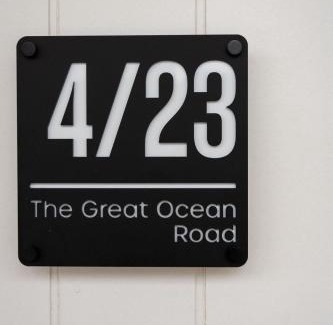 4/23
The Great Ocean
Road